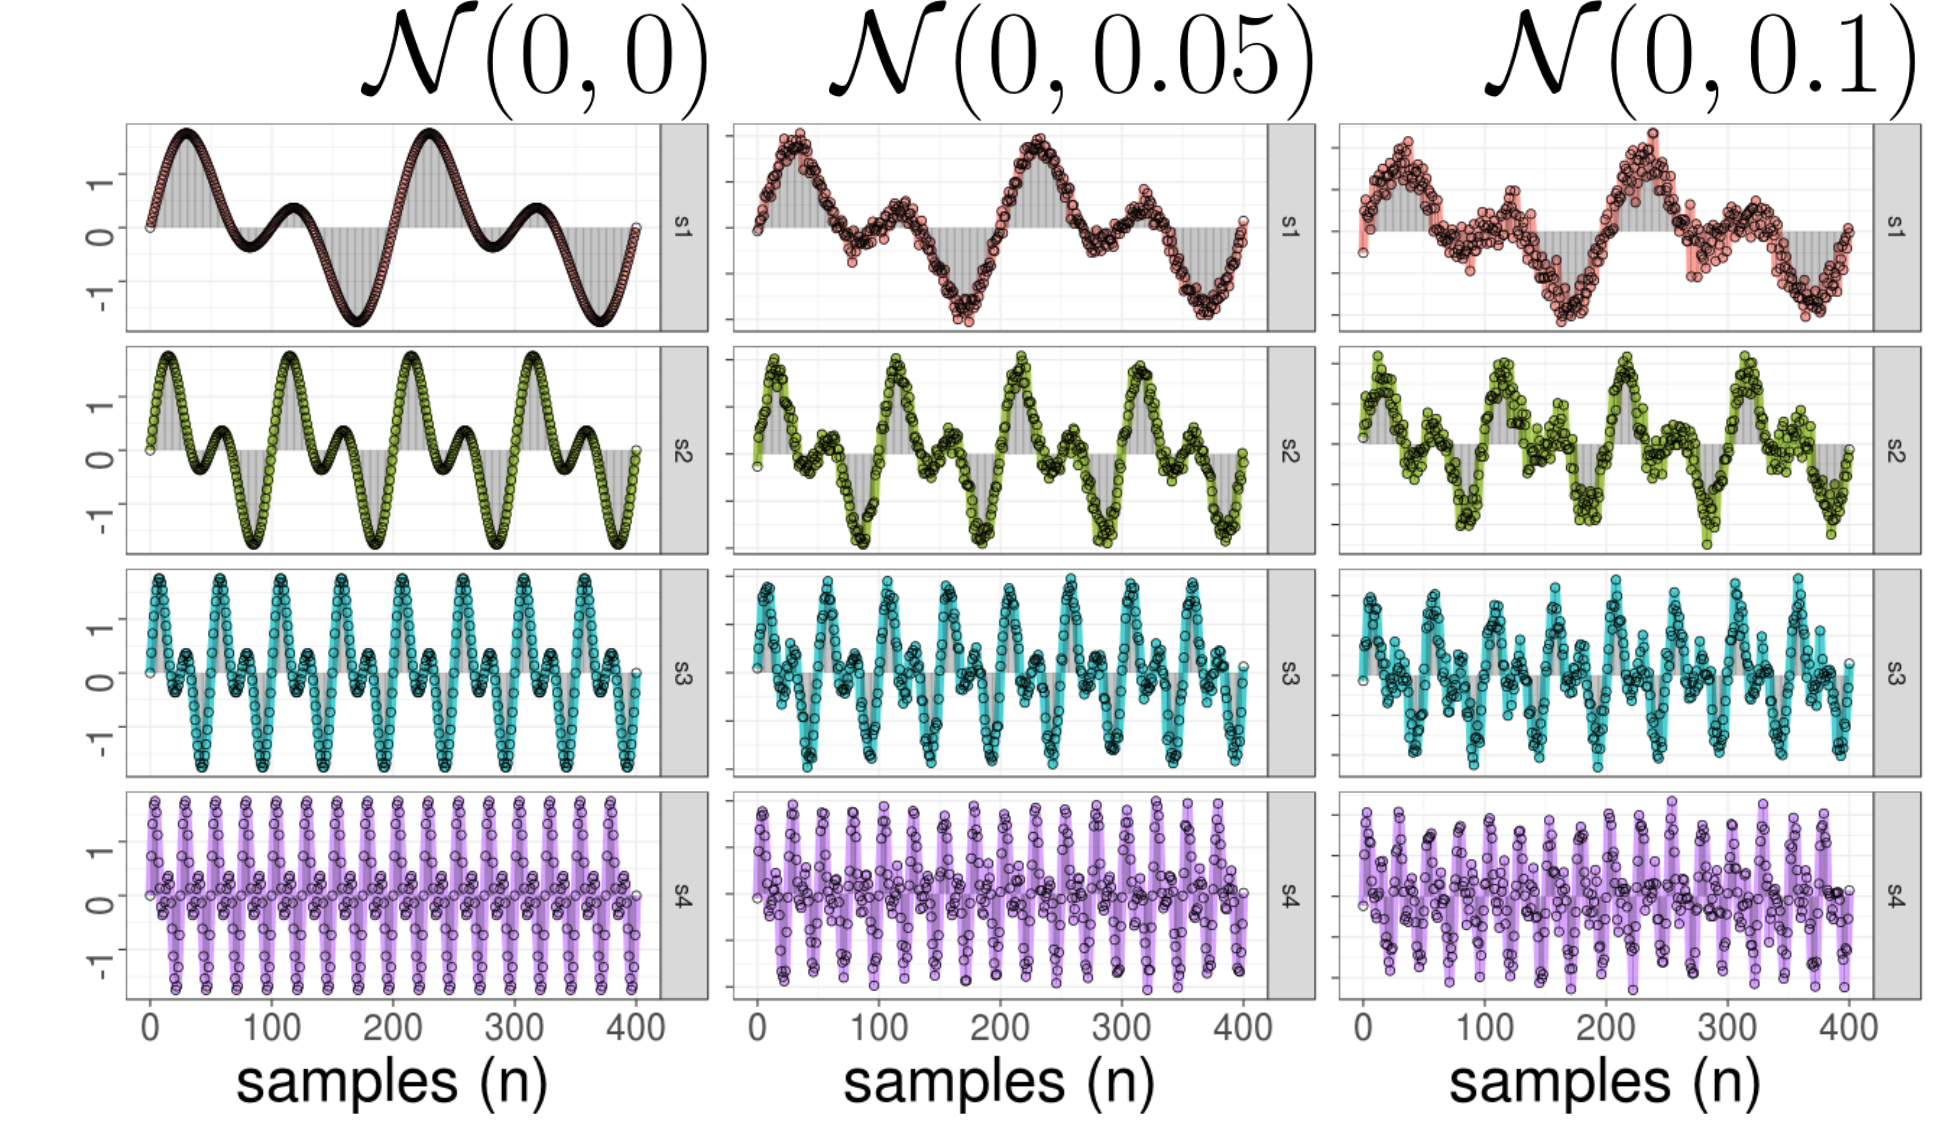 𝒩(0, 0) 𝒩(0, 0.05) 𝒩(0, 0.1)
1
0
-1
s1 s1 s1
1
0
-1
s2 s2 s2
1
0
-1
s3 s3 s3
1
0
-1
s4 s4 s4
0 100 200 300 400 0 100 200 300 400 0 100 200 300 400
samples (n) samples (n) samples (n)